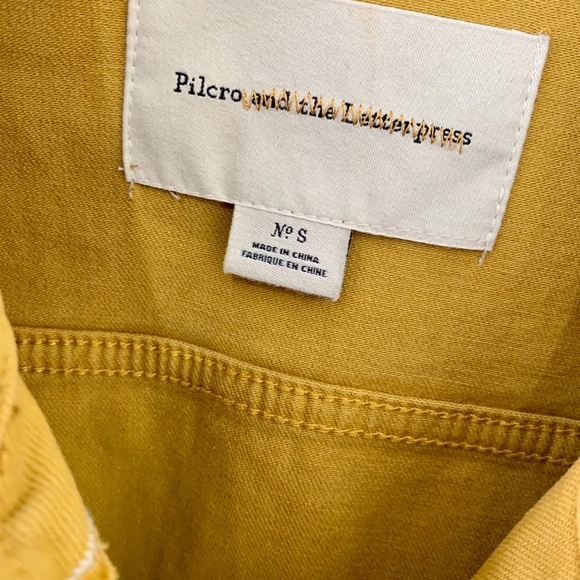 Pilcro and the Letterpress
Nº S
MADE IN CHINA
FABRIQUE EN CHINE